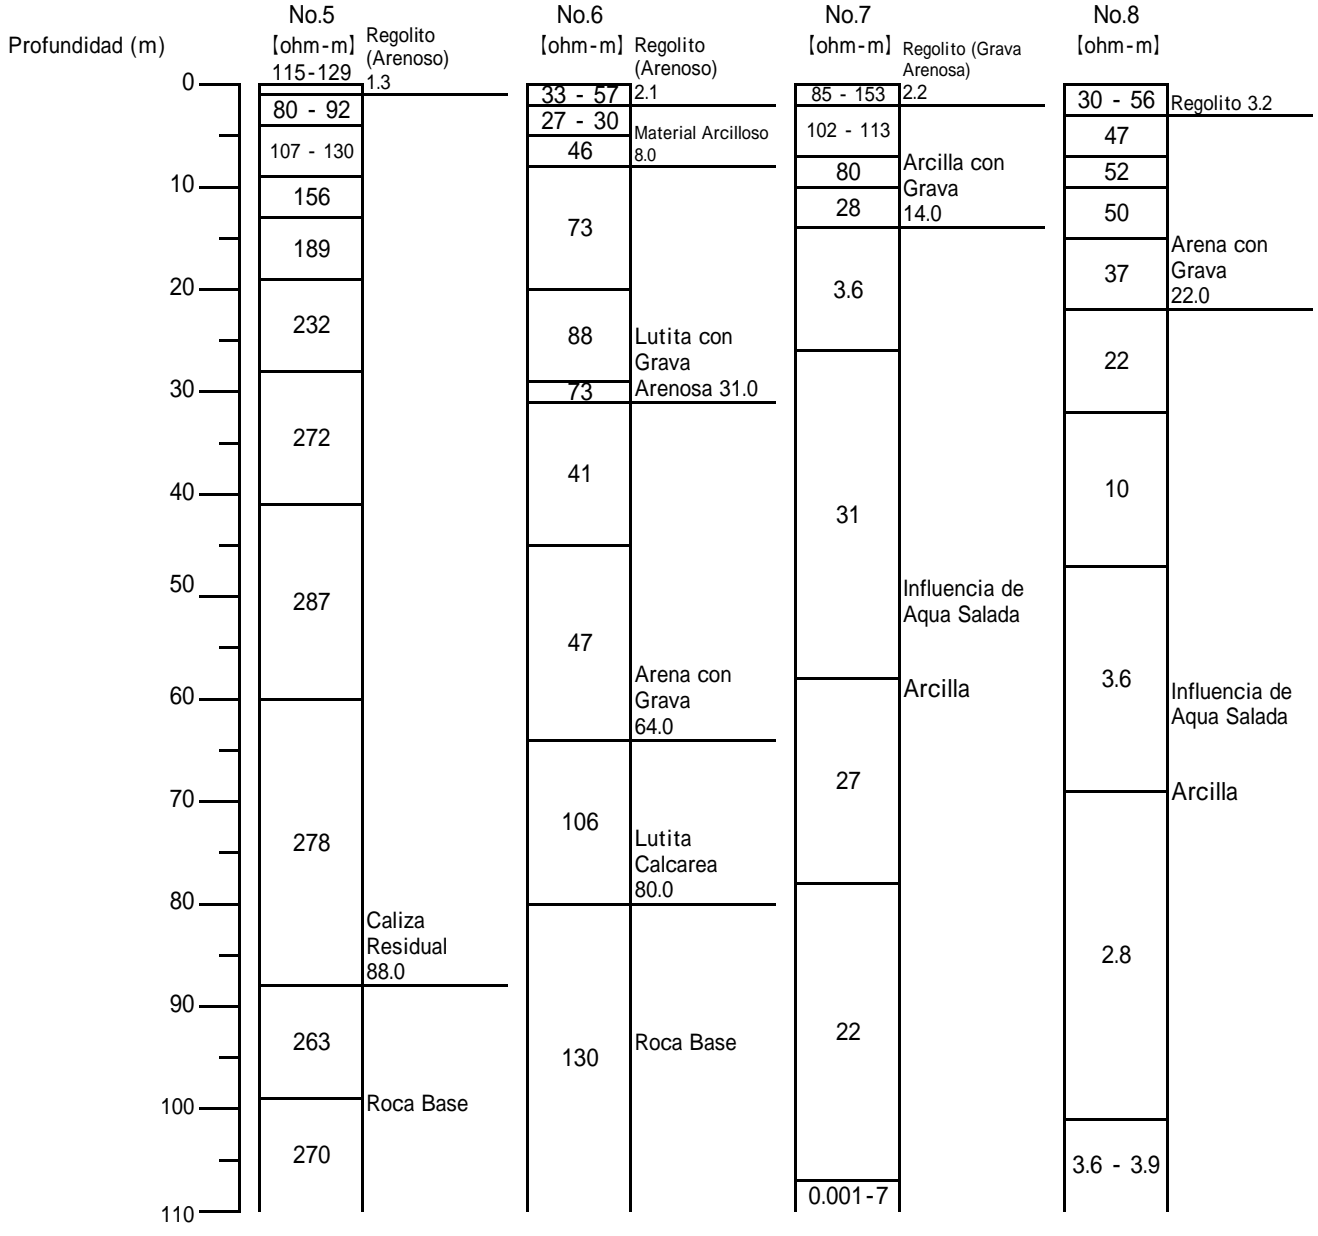 No.5
No.6
No.7
No.8
Profundidad (m)
[ohm-m]
Regolito
(Arenoso)
1.3
[ohm-m]
Regolito
(Arenoso)
2.1
[ohm-m]
Regolito (Grava
Arenosa)
2.2
[ohm-m]
Regolito 3.2
0
10
20
30
40
50
60
70
80
90
100
110
115-129
80 - 92
107 - 130
156
189
232
272
287
278
263
270
Caliza
Residual
88.0
Roca Base
33 - 57
27 - 30
46
73
88
73
41
47
106
130
Material Arcilloso
8.0
Lutita con
Grava
Arenosa 31.0
Arena con
Grava
64.0
Lutita
Calcarea
80.0
Roca Base
85 - 153
102 - 113
80
28
3.6
31
27
22
0.001-7
Arcilla con
Grava
14.0
Influencia de
Aqua Salada
Arcilla
30 - 56
47
52
50
37
22
10
3.6
2.8
3.6 - 3.9
Arena con
Grava
22.0
Influencia de
Aqua Salada
Arcilla